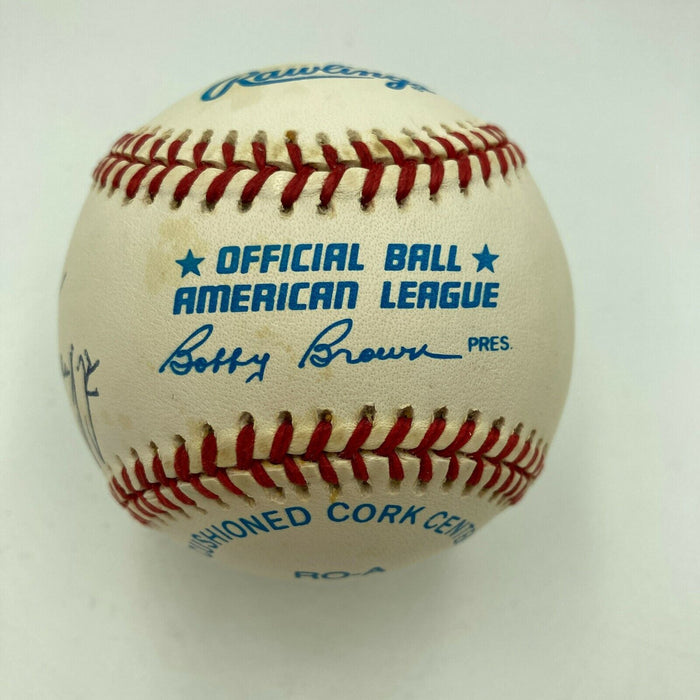 Rawlings
★ OFFICIAL BALL ★
AMERICAN LEAGUE
Bobby Brown PRES.
CUSHIONED CORK CENTER
RO-A